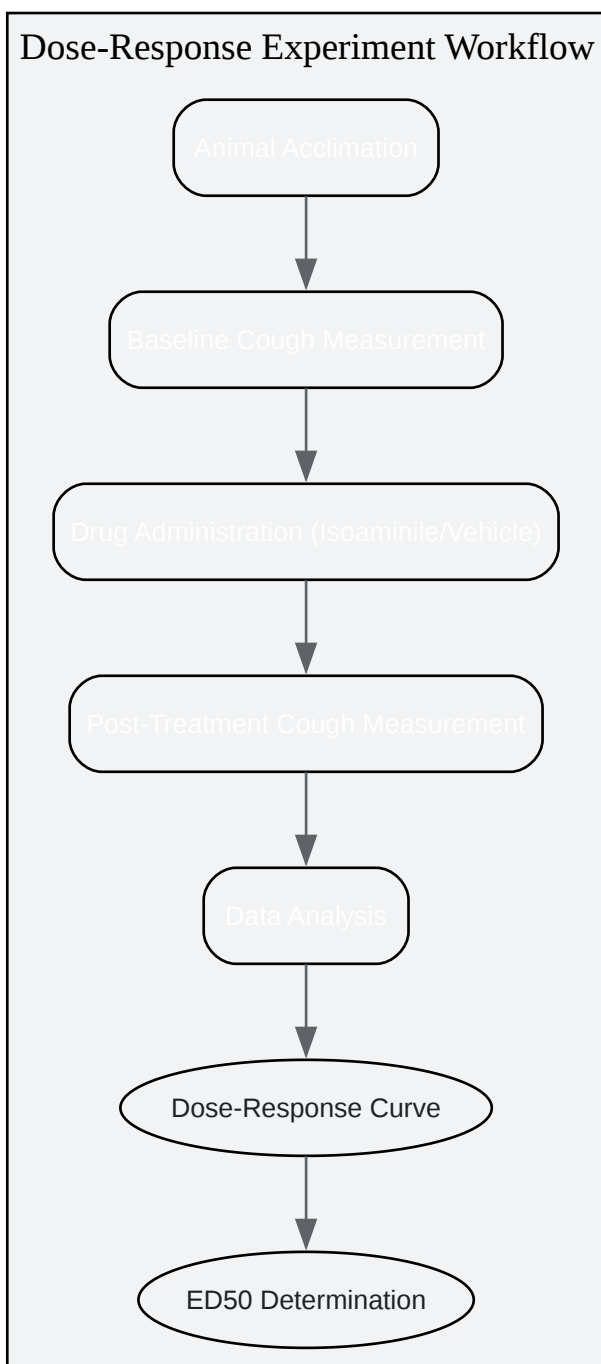 Dose-Response Experiment Workflow
Animal Acclimation
Baseline Cough Measurement
Drug Administration (Isoaminile/Vehicle)
Post-Treatment Cough Measurement
Data Analysis
Dose-Response Curve
ED50 Determination